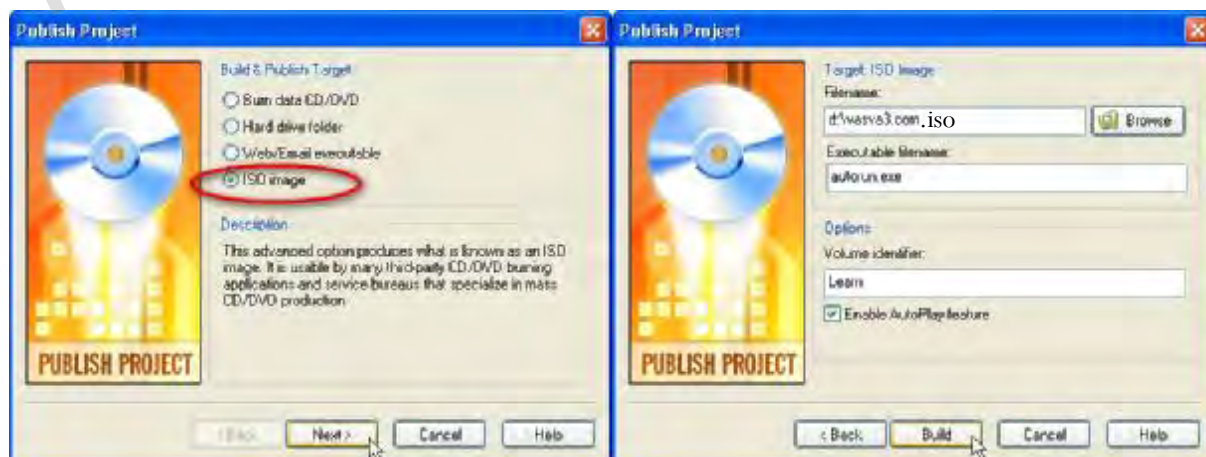 Publish Project
Build & Publish Target
Burn data CD/DVD
Hard drive folder
Web/Email executable
ISO image
Description
This advanced option produces what is known as an ISO
image. It is usable by many third-party CD/DVD burning
applications and service bureaus that specialize in mass
CD/DVD production
PUBLISH PROJECT
< Back
Next >
Cancel
Help
Publish Project
Target: ISO Image
Filename:
d:\warva3.com.iso
Browse
Executable filename:
autorun.exe
Options
Volume identifier:
Learn
Enable AutoPlay feature
PUBLISH PROJECT
< Back
Build
Cancel
Help